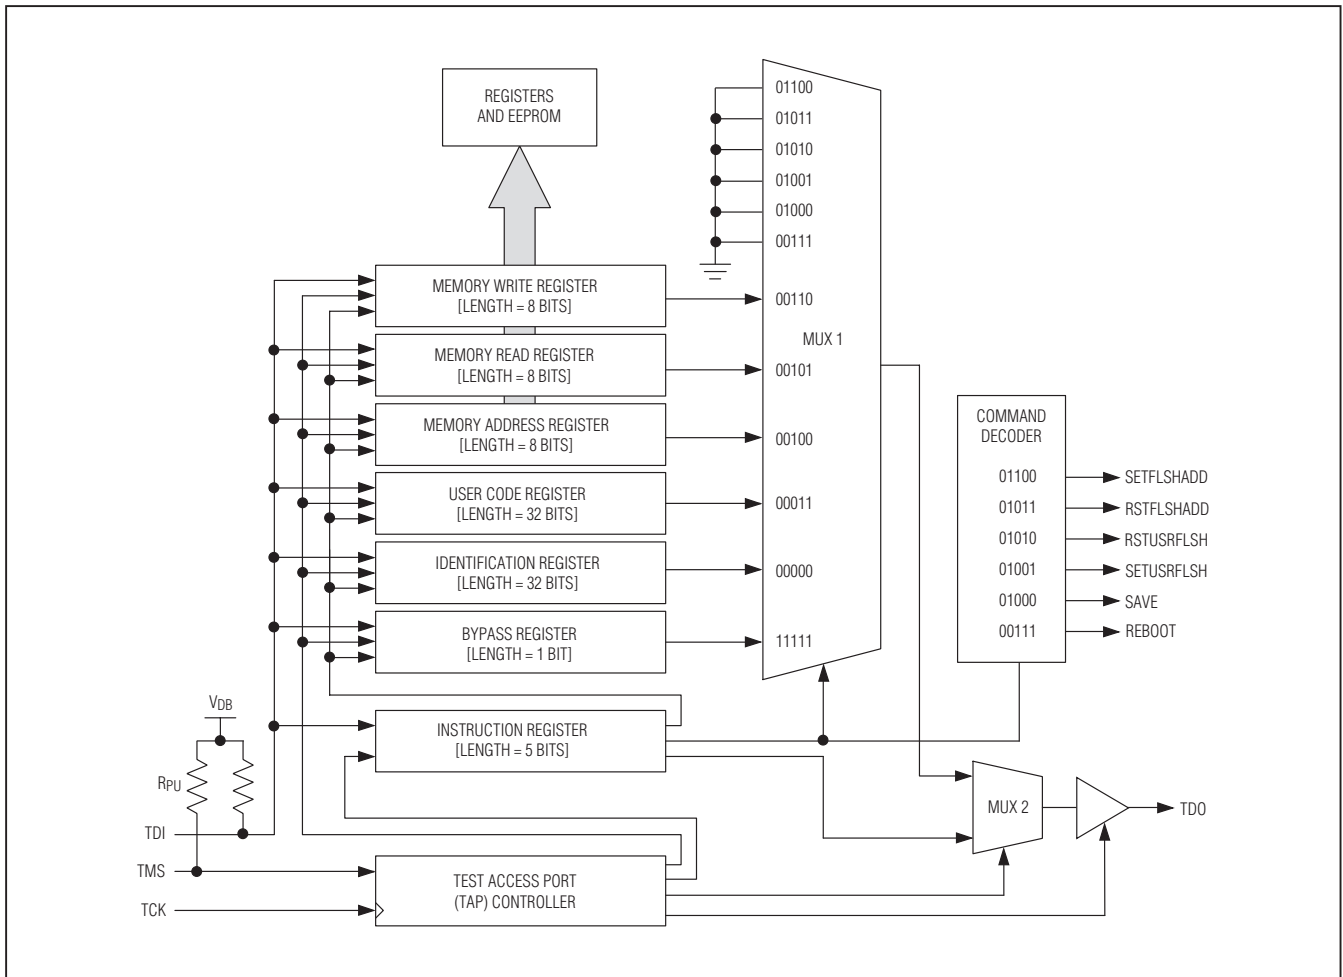 REGISTERS
AND EEPROM
01100
01011
01010
01001
01000
00111
MEMORY WRITE REGISTER
[LENGTH = 8 BITS]
00110
MUX 1
MEMORY READ REGISTER
[LENGTH = 8 BITS]
00101
MEMORY ADDRESS REGISTER
[LENGTH = 8 BITS]
00100
USER CODE REGISTER
[LENGTH = 32 BITS]
00011
IDENTIFICATION REGISTER
[LENGTH = 32 BITS]
00000
BYPASS REGISTER
[LENGTH = 1 BIT]
11111
COMMAND
DECODER
01100 SETFLSHADD
01011 RSTFLSHADD
01010 RSTUSRFLSH
01001 SETUSRFLSH
01000 SAVE
00111 REBOOT
INSTRUCTION REGISTER
[LENGTH = 5 BITS]
VDB
RPU
TDI
TMS
TCK
TEST ACCESS PORT
(TAP) CONTROLLER
MUX 2
TDO